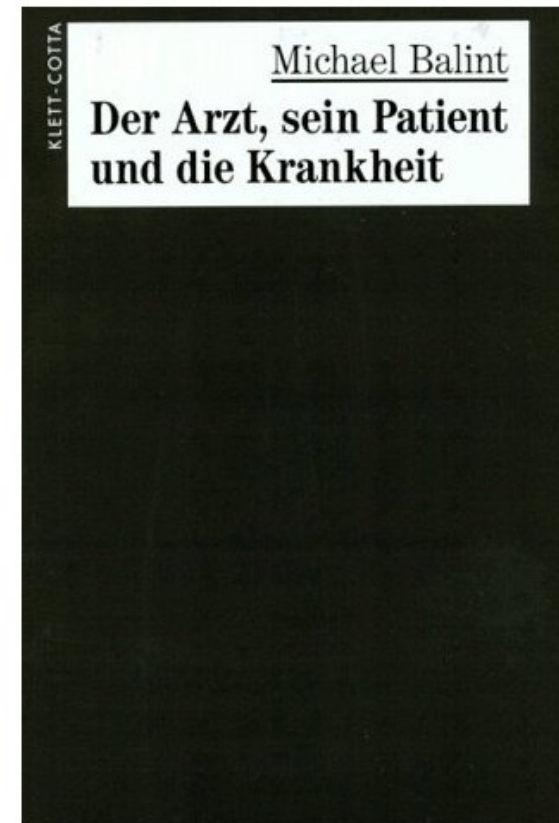 KLETT-COTTA
Michael Balint
Der Arzt, sein Patient
und die Krankheit